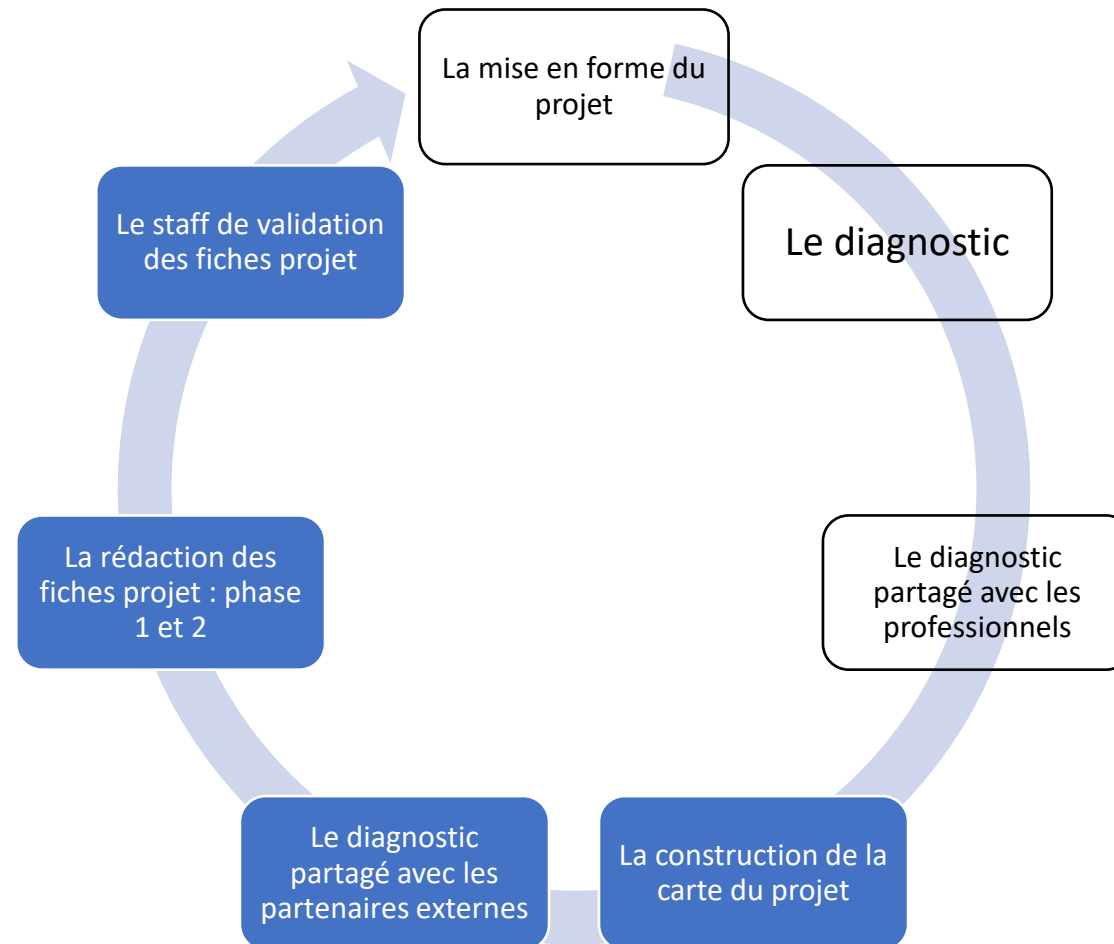 La mise en forme du
projet
Le diagnostic
Le diagnostic
partagé avec les
professionnels
La construction de la
carte du projet
Le diagnostic
partagé avec les
partenaires externes
La rédaction des
fiches projet : phase
1 et 2
Le staff de validation
des fiches projet